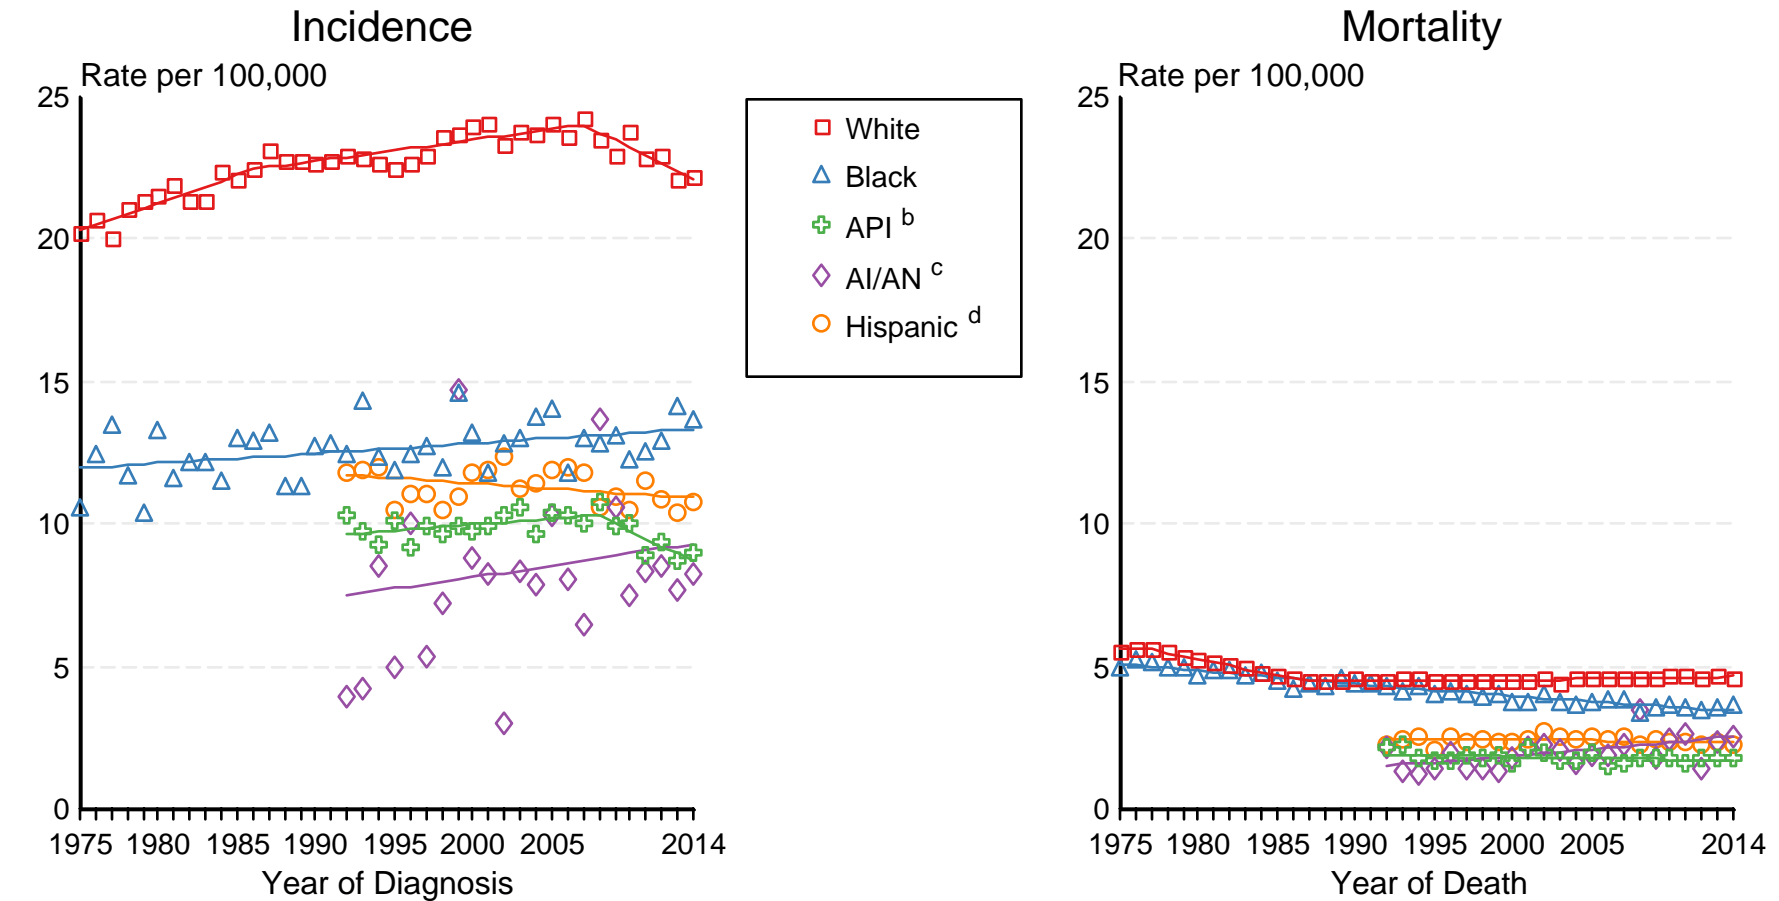 Incidence
Rate per 100,000
25
20
15
10
5
0
1975 1980 1985 1990 1995 2000 2005 2014
Year of Diagnosis
White
Black
API b
AI/AN c
Hispanic d
Mortality
Rate per 100,000
25
20
15
10
5
0
1975 1980 1985 1990 1995 2000 2005 2014
Year of Death